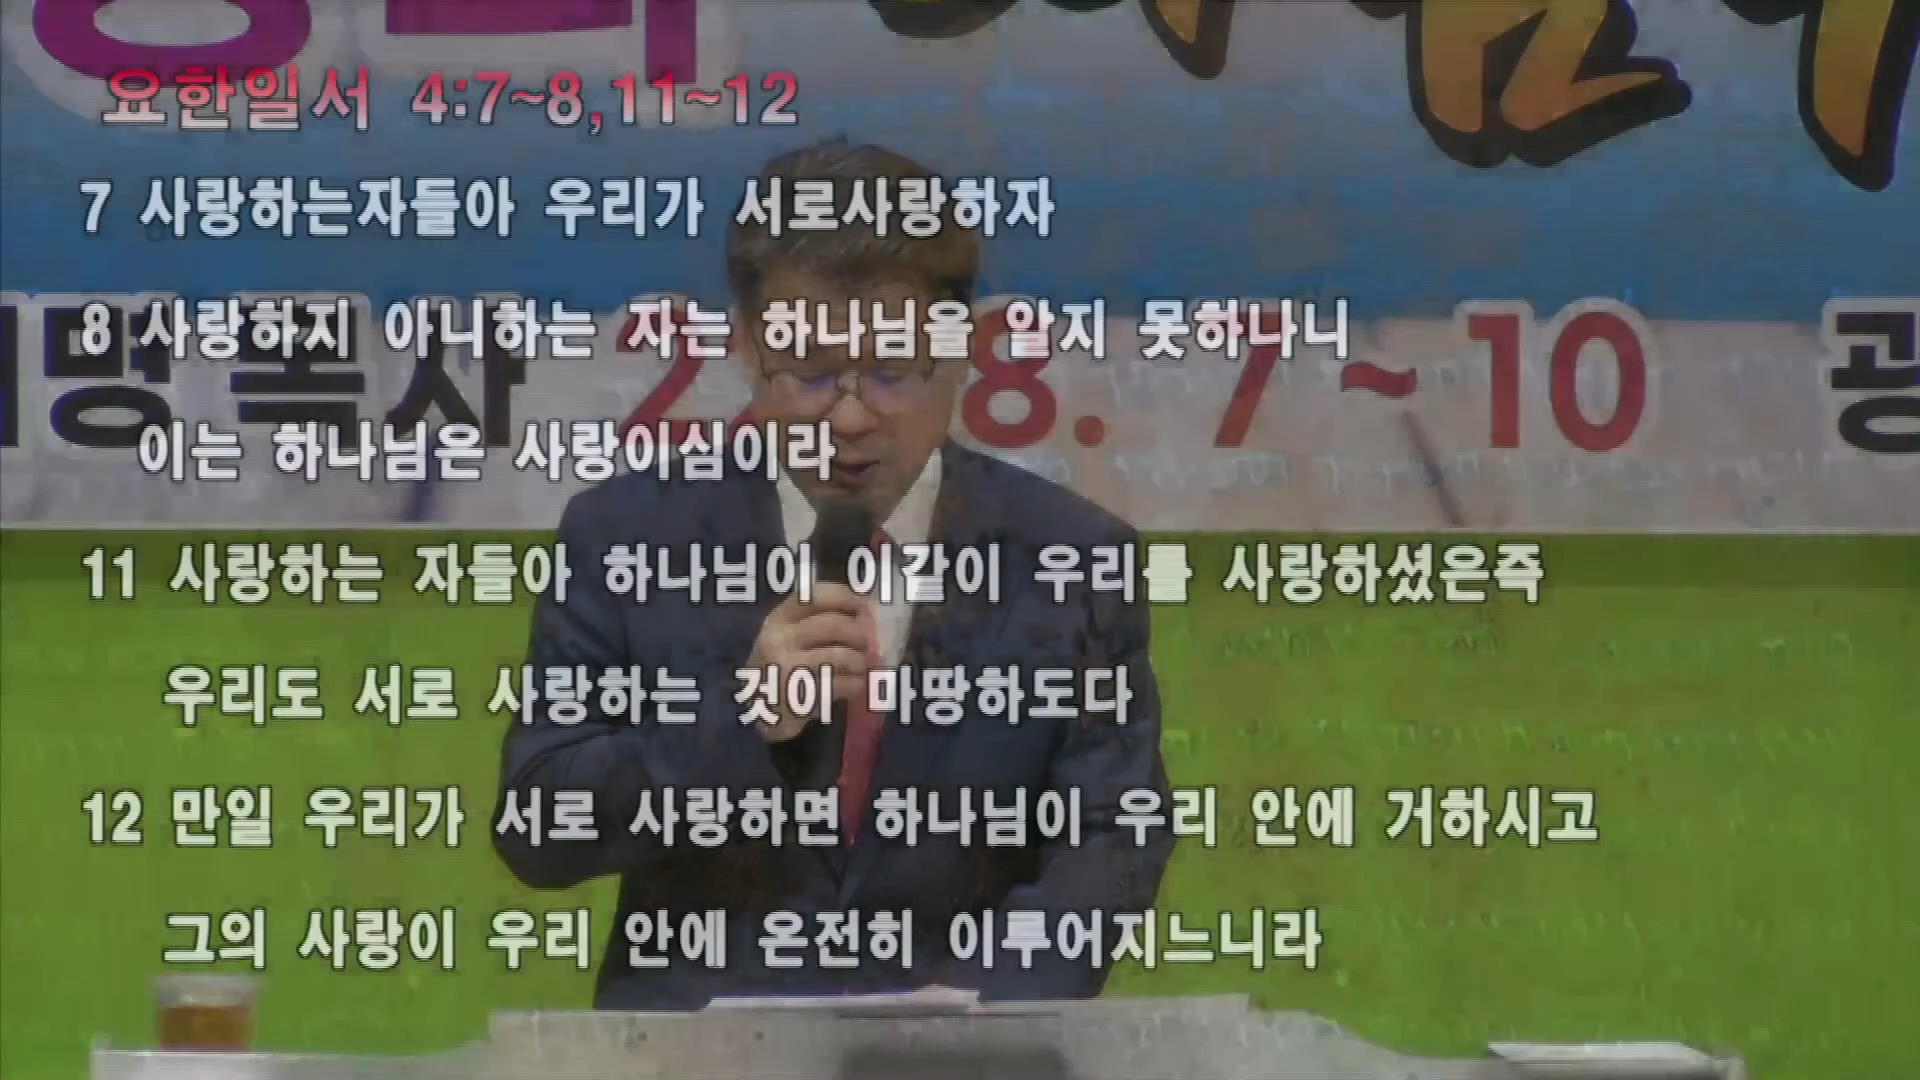 요한일서 4:7~8,11~12
7 사랑하는자들아 우리가 서로사랑하자
8 사랑하지 아니하는 자는 하나님을 알지 못하나니
이는 하나님은 사랑이심이라
11 사랑하는 자들아 하나님이 이같이 우리를 사랑하셨은즉
우리도 서로 사랑하는 것이 마땅하도다
12 만일 우리가 서로 사랑하면 하나님이 우리 안에 거하시고
그의 사랑이 우리 안에 온전히 이루어지느니라
명목사 8. 7~10